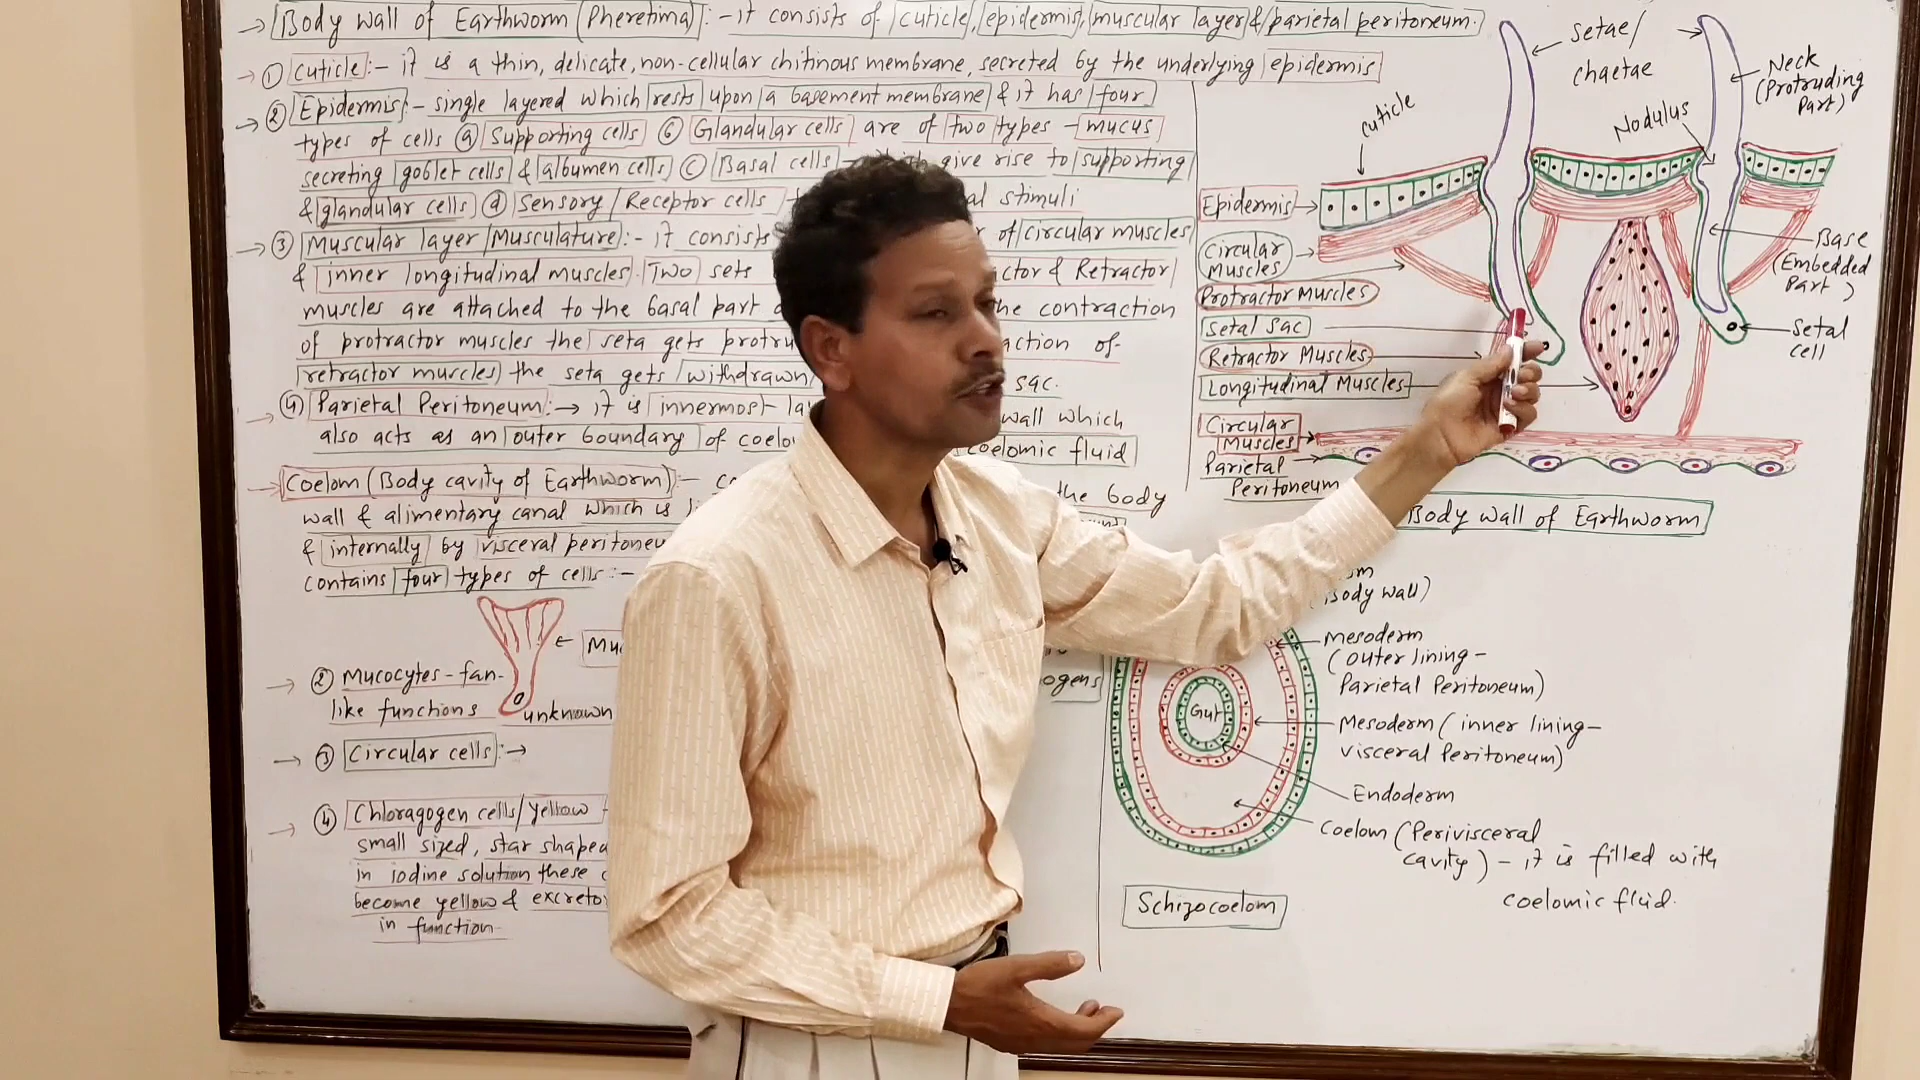 Body wall of Earthworm (Pheretima) :- it consists of cuticle, epidermis, muscular layer & parietal peritoneum.
① Cuticle :- it is a thin, delicate, non-cellular chitinous membrane, secreted by the underlying epidermis
② Epidermis :- single layered which rests upon a basement membrane & it has four
types of cells ⓐ Supporting cells ⓑ Glandular cells are of two types - mucus
secreting goblet cells & albumen cells ⓒ Basal cells - which give rise to supporting
& glandular cells ⓓ Sensory / Receptor cells al stimuli
③ Muscular layer / Musculature :- it consists of circular muscles
& inner longitudinal muscles. Two sets ctor & Retractor
muscles are attached to the basal part the contraction
of protractor muscles the seta gets protru action of
retractor muscles the seta gets withdrawn sac.
④ Parietal Peritoneum :→ it is innermost la wall which
also acts as an outer boundary of coelo coelomic fluid
Coelom (Body cavity of Earthworm) :- the body
wall & alimentary canal which is
& internally by visceral peritoneu
contains four types of cells :-
Mu
② Mucocytes - fan-
like functions unknown
ogens
③ Circular cells :→
④ Chloragogen cells / yellow
small sized, star shaped
in iodine solution these
become yellow & excreto
in function
Setae/
chaetae
Neck
(Protruding
Part)
Nodulus
cuticle
Epidermis
Circular
Muscles
Protractor Muscles
Setal Sac
Retractor Muscles
Longitudinal Muscles
Circular
Muscles
Parietal
Peritoneum
Base
(Embedded
Part)
Setal
cell
Body wall of Earthworm
Body wall)
Mesoderm
(outer lining-
Parietal Peritoneum)
Gut
Mesoderm (inner lining-
visceral Peritoneum)
Endoderm
Coelom (Perivisceral
cavity) - it is filled with
coelomic fluid.
Schizocoelom